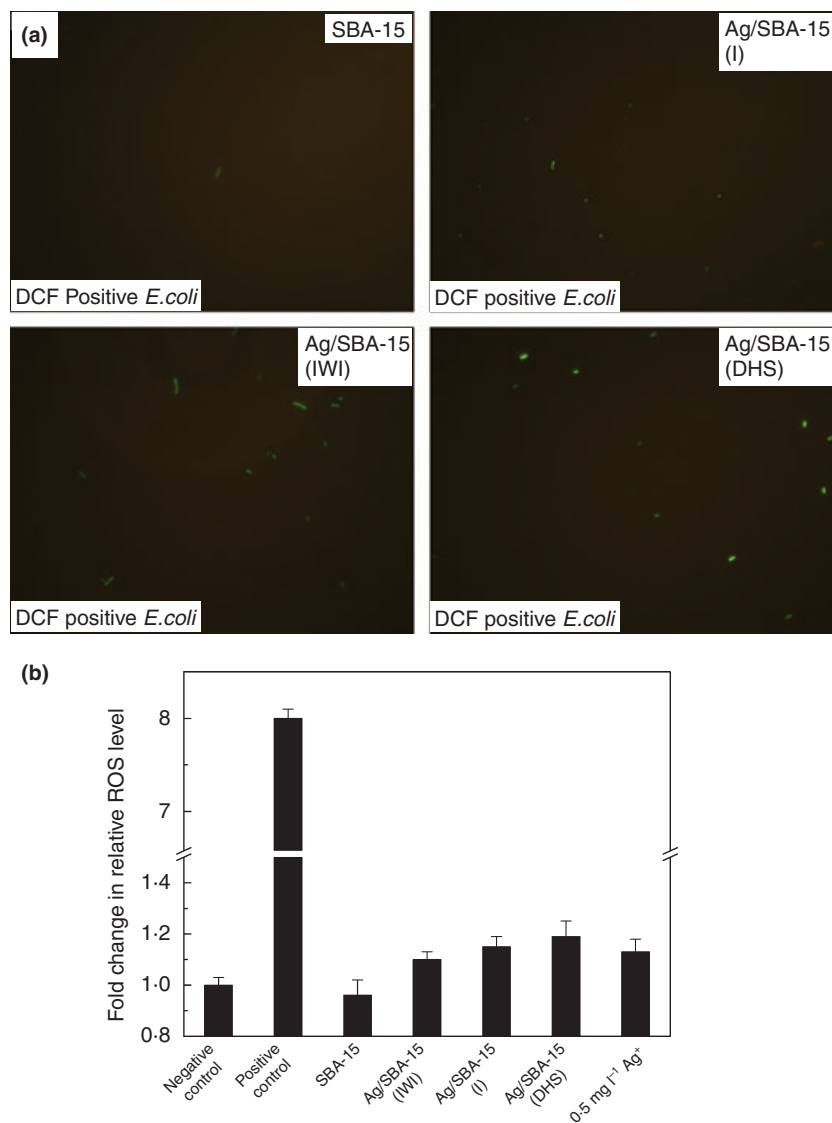 (a)
SBA-15
Ag/SBA-15
(I)
DCF Positive E.coli
DCF positive E.coli
Ag/SBA-15
(IWI)
Ag/SBA-15
(DHS)
DCF positive E.coli
DCF positive E.coli
(b)
Fold change in relative ROS level
8
7
1·4
1·2
1·0
0·8
Negative
control
Positive
control
SBA-15
Ag/SBA-15
(IWI)
Ag/SBA-15
(I)
Ag/SBA-15
(DHS)
0·5 mg l⁻¹ Ag⁺